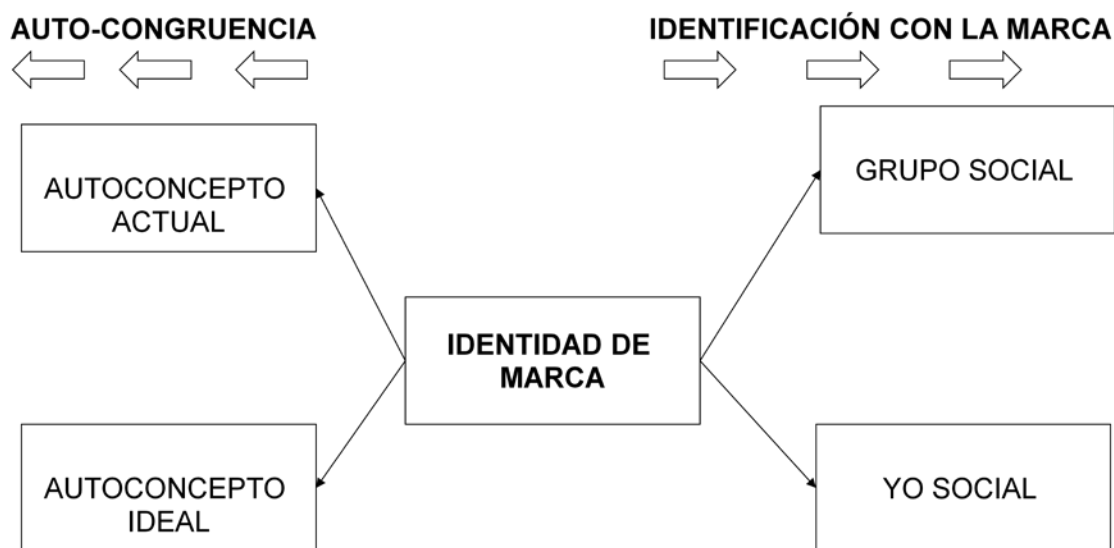 AUTO-CONGRUENCIA
IDENTIFICACIÓN CON LA MARCA
AUTOCONCEPTO
ACTUAL
GRUPO SOCIAL
IDENTIDAD DE
MARCA
AUTOCONCEPTO
IDEAL
YO SOCIAL